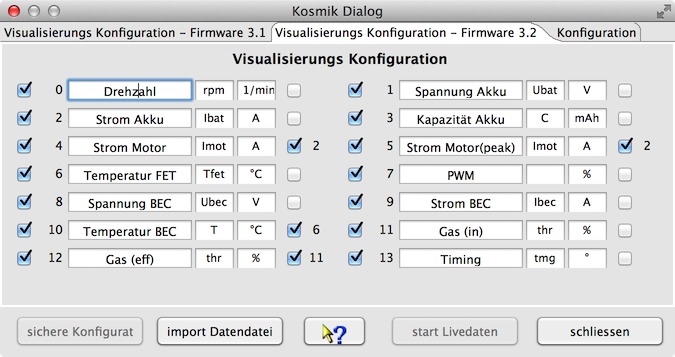 Kosmik Dialog
Visualisierungs Konfiguration – Firmware 3.1 Visualisierungs Konfiguration – Firmware 3.2 Konfiguration
Visualisierungs Konfiguration
0 Drehzahl rpm 1/min 1 Spannung Akku Ubat V
2 Strom Akku Ibat A 3 Kapazität Akku C mAh
4 Strom Motor Imot A 2 5 Strom Motor(peak) Imot A 2
6 Temperatur FET Tfet °C 7 PWM %
8 Spannung BEC Ubec V 9 Strom BEC Ibec A
10 Temperatur BEC T °C 6 11 Gas (in) thr %
12 Gas (eff) thr % 11 13 Timing tmg °
sichere Konfigurat import Datendatei ? start Livedaten schliessen